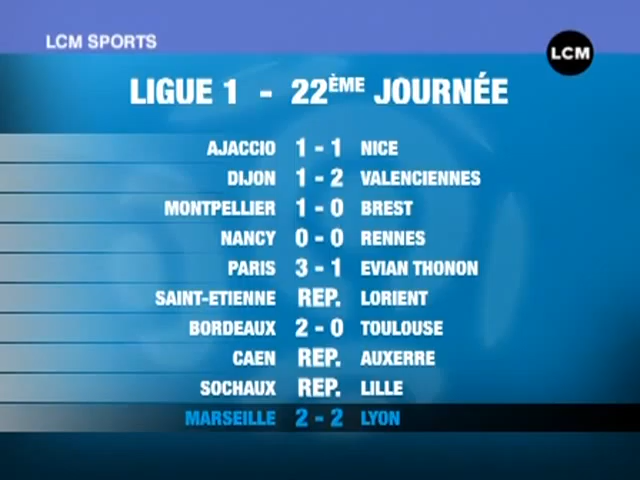 LCM SPORTS
LCM
LIGUE 1 - 22ÈME JOURNÉE
AJACCIO 1 - 1 NICE
DIJON 1 - 2 VALENCIENNES
MONTPELLIER 1 - 0 BREST
NANCY 0 - 0 RENNES
PARIS 3 - 1 EVIAN THONON
SAINT-ETIENNE REP. LORIENT
BORDEAUX 2 - 0 TOULOUSE
CAEN REP. AUXERRE
SOCHAUX REP. LILLE
MARSEILLE 2 - 2 LYON